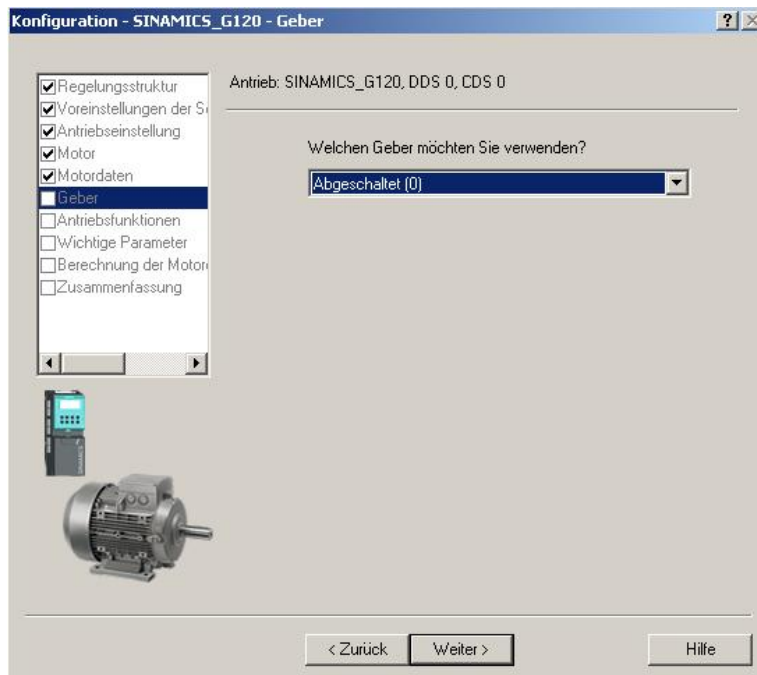 Konfiguration - SINAMICS_G120 - Geber
Regelungsstruktur
Voreinstellungen der S
Antriebseinstellung
Motor
Motordaten
Geber
Antriebsfunktionen
Wichtige Parameter
Berechnung der Motor
Zusammenfassung
Antrieb: SINAMICS_G120, DDS 0, CDS 0
Welchen Geber möchten Sie verwenden?
Abgeschaltet (0)
SINAMICS
< Zurück
Weiter >
Hilfe